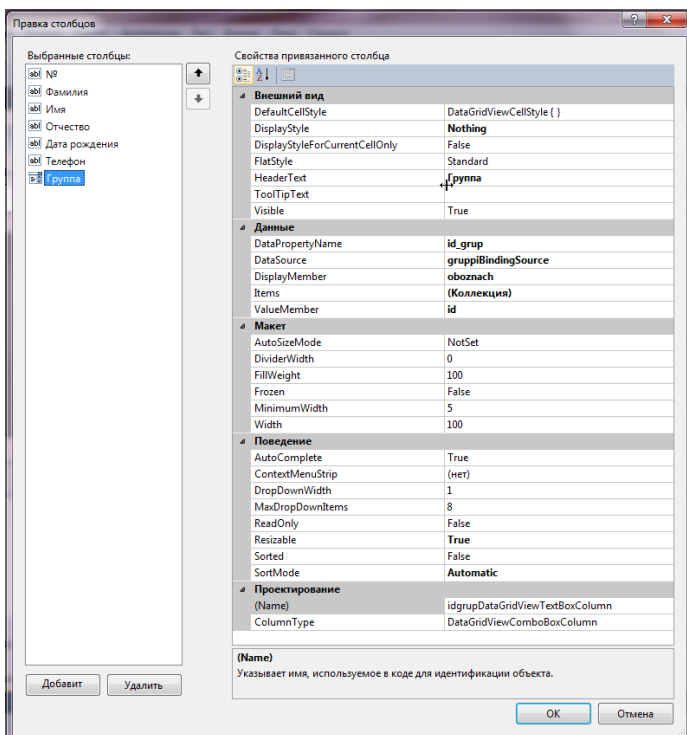 Правка столбцов
Выбранные столбцы:
abl №
abl Фамилия
abl Имя
abl Отчество
abl Дата рождения
abl Телефон
Группа
Добавит
Удалить
Свойства привязанного столбца
Внешний вид
DefaultCellStyle DataGridViewCellStyle { }
DisplayStyle Nothing
DisplayStyleForCurrentCellOnly False
FlatStyle Standard
HeaderText Группа
ToolTipText
Visible True
Данные
DataPropertyName id_grup
DataSource gruppiBindingSource
DisplayMember oboznach
Items (Коллекция)
ValueMember id
Макет
AutoSizeMode NotSet
DividerWidth 0
FillWeight 100
Frozen False
MinimumWidth 5
Width 100
Поведение
AutoComplete True
ContextMenuStrip (нет)
DropDownWidth 1
MaxDropDownItems 8
ReadOnly False
Resizable True
Sorted False
SortMode Automatic
Проектирование
(Name) idgrupDataGridViewTextBoxColumn
ColumnType DataGridViewComboBoxColumn
(Name)
Указывает имя, используемое в коде для идентификации объекта.
OK
Отмена